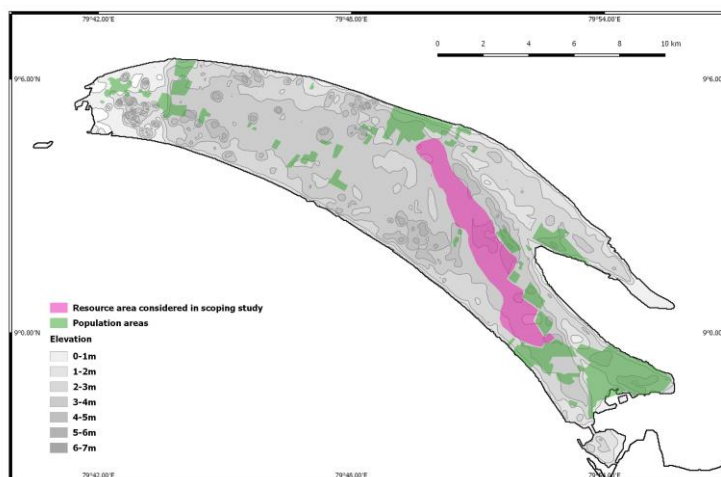 79°42.00'E 79°48.00'E 79°54.00'E
0 2 4 6 8 10 km
9°6.00'N 9°6.00'N
9°0.00'N 9°0.00'N
Resource area considered in scoping study
Population areas
Elevation
0-1m
1-2m
2-3m
3-4m
4-5m
5-6m
6-7m
79°42.00'E 79°48.00'E